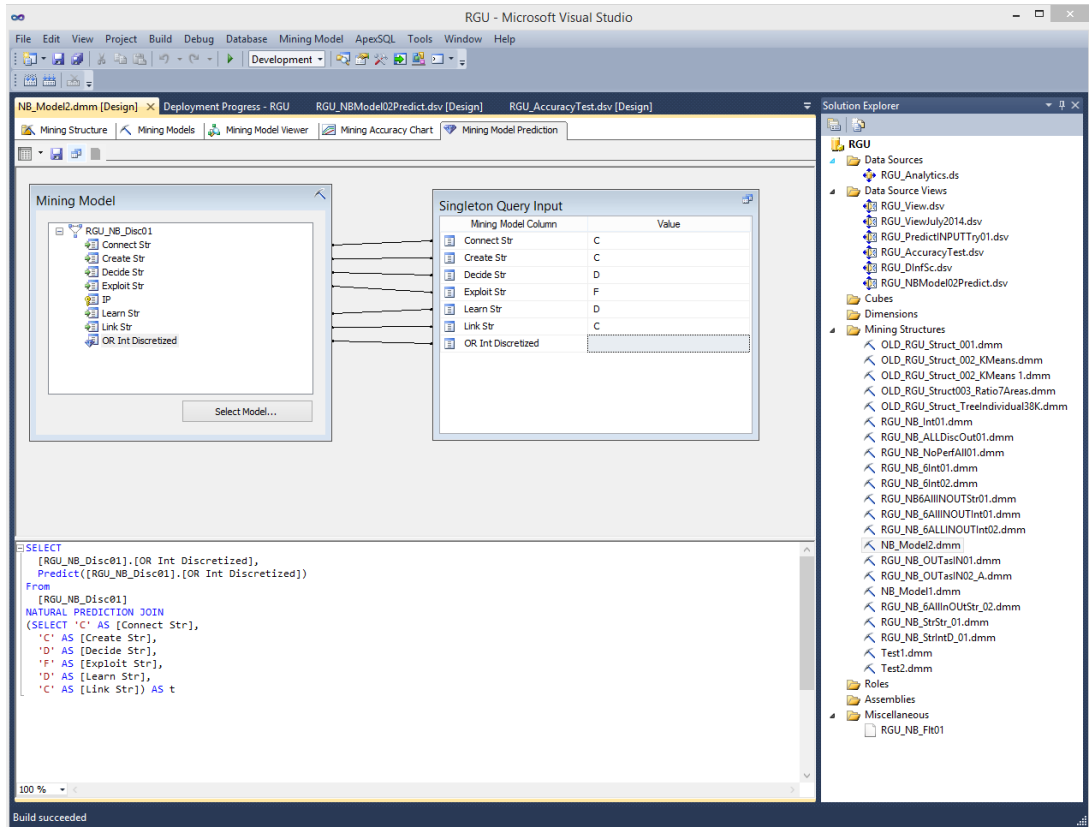 RGU - Microsoft Visual Studio
File Edit View Project Build Debug Database Mining Model ApexSQL Tools Window Help
Development
NB_Model2.dmm [Design] Deployment Progress - RGU RGU_NBModel02Predict.dsv [Design] RGU_AccuracyTest.dsv [Design]
Mining Structure Mining Models Mining Model Viewer Mining Accuracy Chart Mining Model Prediction
Mining Model
RGU_NB_Disc01
Connect Str
Create Str
Decide Str
Exploit Str
IP
Learn Str
Link Str
OR Int Discretized
Select Model...
Singleton Query Input
Mining Model Column Value
Connect Str C
Create Str C
Decide Str D
Exploit Str F
Learn Str D
Link Str C
OR Int Discretized
SELECT
[RGU_NB_Disc01].[OR Int Discretized],
Predict([RGU_NB_Disc01].[OR Int Discretized])
From
[RGU_NB_Disc01]
NATURAL PREDICTION JOIN
(SELECT 'C' AS [Connect Str],
'C' AS [Create Str],
'D' AS [Decide Str],
'F' AS [Exploit Str],
'D' AS [Learn Str],
'C' AS [Link Str]) AS t
100 %
Build succeeded
Solution Explorer
RGU
Data Sources
RGU_Analytics.ds
Data Source Views
RGU_View.dsv
RGU_ViewJuly2014.dsv
RGU_PredictINPUTTry01.dsv
RGU_AccuracyTest.dsv
RGU_DInfSc.dsv
RGU_NBModel02Predict.dsv
Cubes
Dimensions
Mining Structures
OLD_RGU_Struct_001.dmm
OLD_RGU_Struct_002_KMeans.dmm
OLD_RGU_Struct_002_KMeans 1.dmm
OLD_RGU_Struct003_Ratio7Areas.dmm
OLD_RGU_Struct_TreeIndividual38K.dmm
RGU_NB_Int01.dmm
RGU_NB_ALLDiscOut01.dmm
RGU_NB_NoPerfAll01.dmm
RGU_NB_6Int01.dmm
RGU_NB_6Int02.dmm
RGU_NB6AllINOUTStr01.dmm
RGU_NB_6AllINOUTInt01.dmm
RGU_NB_6ALLINOUTInt02.dmm
NB_Model2.dmm
RGU_NB_OUTasIN01.dmm
RGU_NB_OUTasIN02_A.dmm
NB_Model1.dmm
RGU_NB_6AllInOUtStr_02.dmm
RGU_NB_StrStr_01.dmm
RGU_NB_StrIntD_01.dmm
Test1.dmm
Test2.dmm
Roles
Assemblies
Miscellaneous
RGU_NB_Flt01